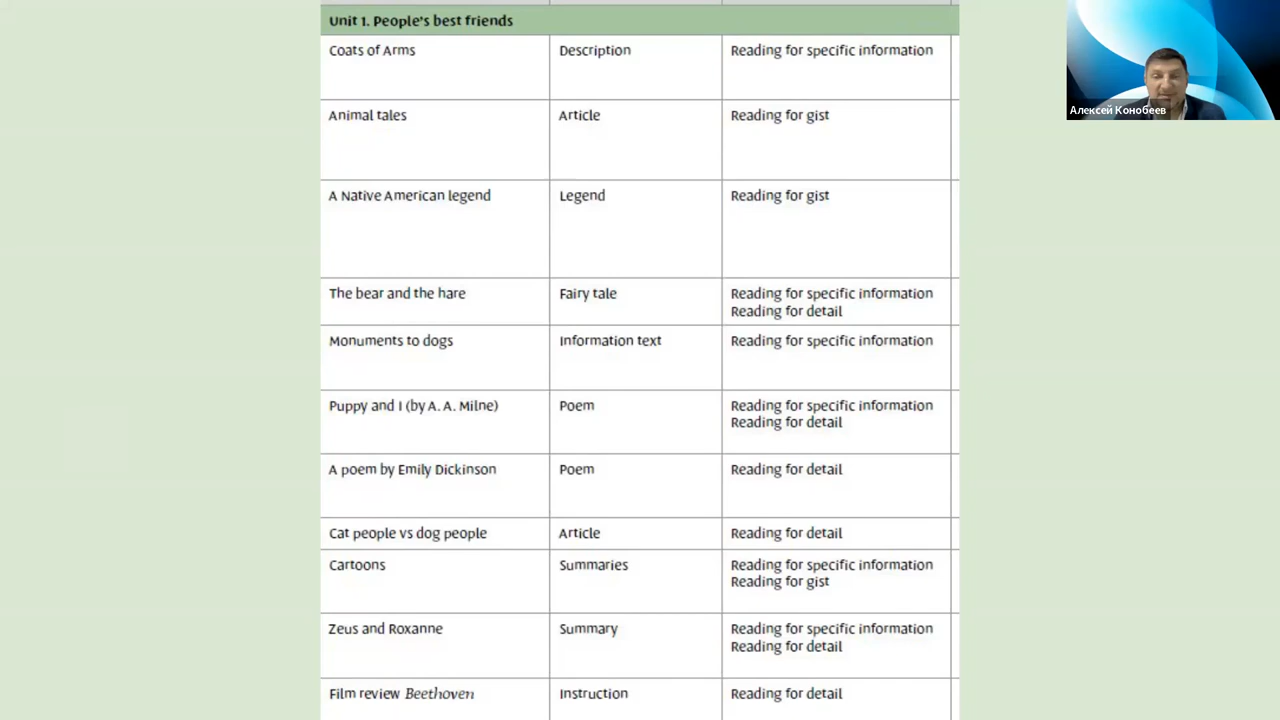 Unit 1. People's best friends
Coats of Arms Description Reading for specific information
Animal tales Article Reading for gist
A Native American legend Legend Reading for gist
The bear and the hare Fairy tale Reading for specific information
Reading for detail
Monuments to dogs Information text Reading for specific information
Puppy and I (by A. A. Milne) Poem Reading for specific information
Reading for detail
A poem by Emily Dickinson Poem Reading for detail
Cat people vs dog people Article Reading for detail
Cartoons Summaries Reading for specific information
Reading for gist
Zeus and Roxanne Summary Reading for specific information
Reading for detail
Film review Beethoven Instruction Reading for detail
Алексей Конобеев